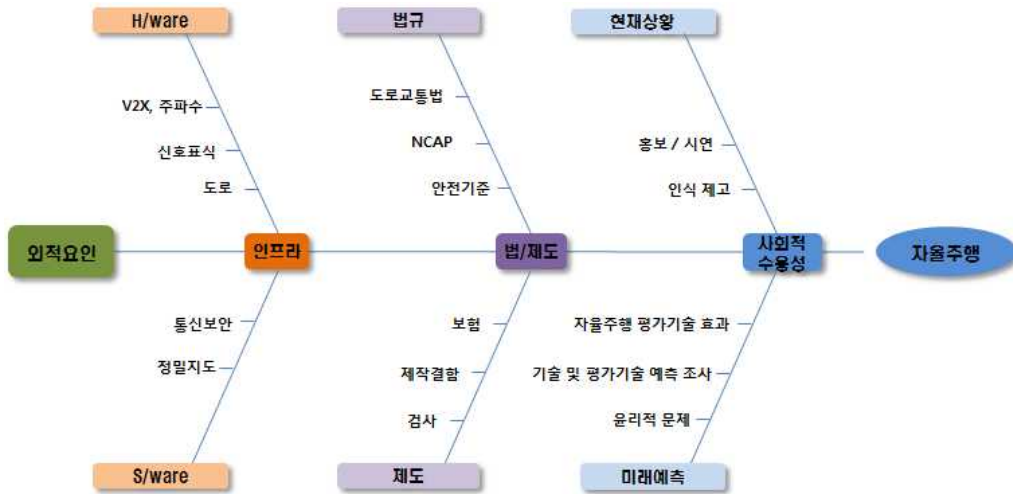 H/ware
법규
현재상황
V2X, 주파수
신호표식
도로
도로교통법
NCAP
안전기준
홍보 / 시연
인식 제고
외적요인
인프라
법/제도
사회적
수용성
자율주행
통신보안
정밀지도
보험
제작결함
검사
자율주행 평가기술 효과
기술 및 평가기술 예측 조사
윤리적 문제
S/ware
제도
미래예측